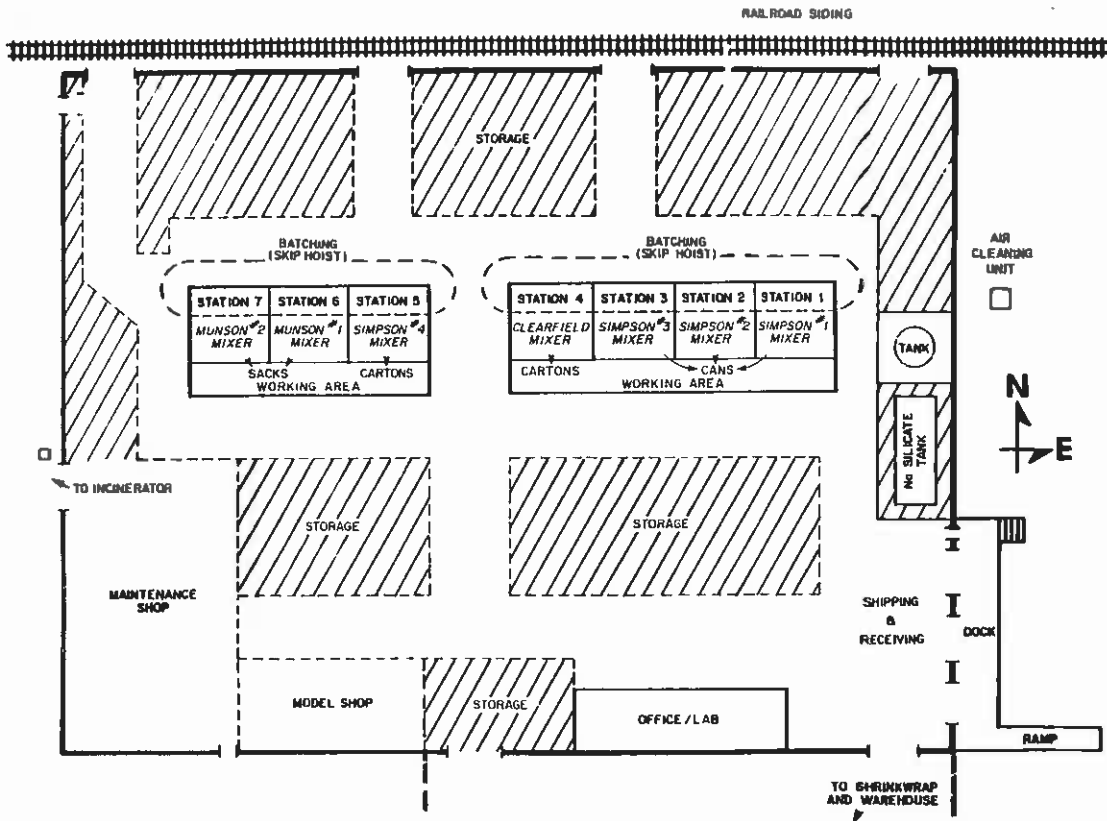 RAILROAD SIDING
STORAGE
BATCHING
(SKIP HOIST)
BATCHING
(SKIP HOIST)
AIR
CLEANING
UNIT
STATION 7
STATION 6
STATION 5
STATION 4
STATION 3
STATION 2
STATION 1
MUNSON #2
MIXER
MUNSON #1
MIXER
SIMPSON #4
MIXER
CLEARFIELD
MIXER
SIMPSON #3
MIXER
SIMPSON #2
MIXER
SIMPSON #1
MIXER
TANK
SACKS
CARTONS
WORKING AREA
CARTONS
CANS
WORKING AREA
N
E
Na SILICATE
TANK
TO INCINERATOR
STORAGE
STORAGE
MAINTENANCE
SHOP
SHIPPING
&
RECEIVING
DOCK
MODEL SHOP
STORAGE
OFFICE/LAB
RAMP
TO SHRINKWRAP
AND WAREHOUSE